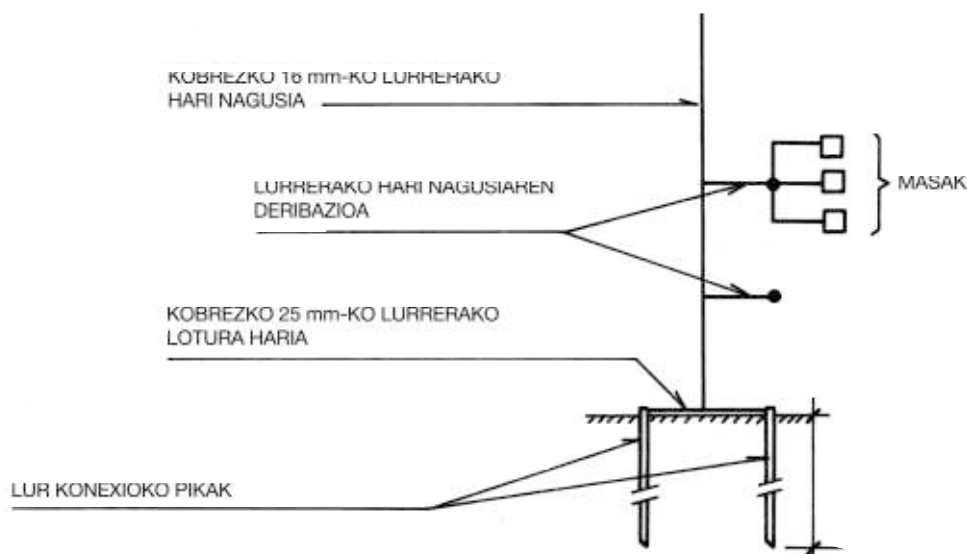 KOBREZKO 16 mm-KO LURRERAKO
HARI NAGUSIA
LURRERAKO HARI NAGUSIAREN
DERIBAZIOA
MASAK
KOBREZKO 25 mm-KO LURRERAKO
LOTURA HARIA
LUR KONEXIOKO PIKAK